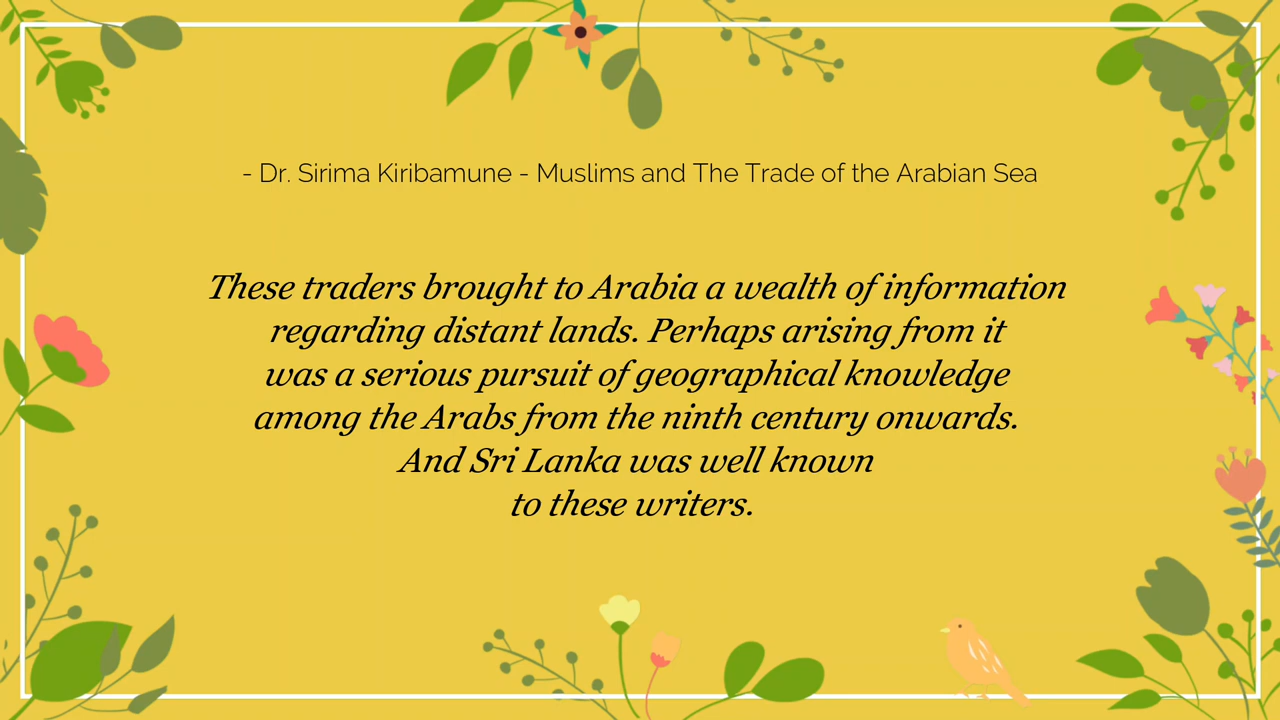 - Dr. Sirima Kiribamune - Muslims and The Trade of the Arabian Sea
These traders brought to Arabia a wealth of information
regarding distant lands. Perhaps arising from it
was a serious pursuit of geographical knowledge
among the Arabs from the ninth century onwards.
And Sri Lanka was well known
to these writers.